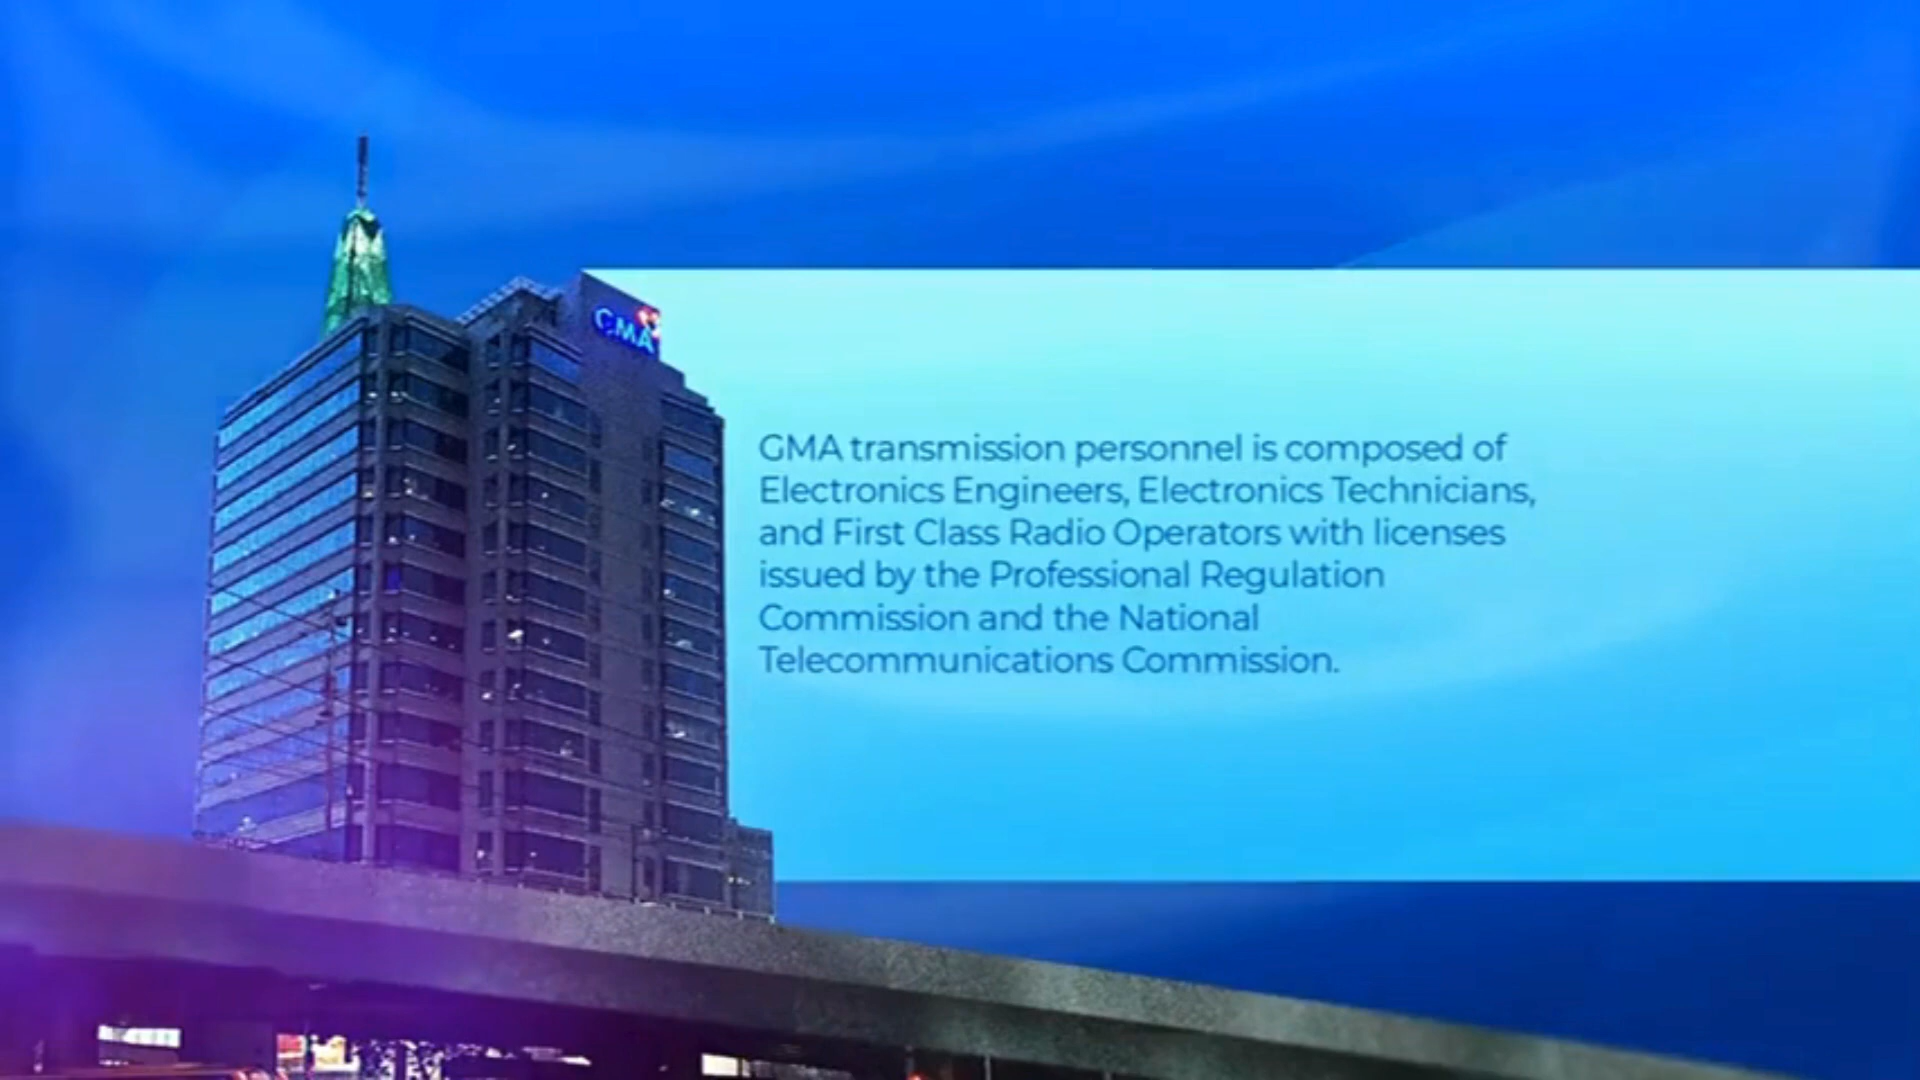 GMA
GMA transmission personnel is composed of
Electronics Engineers, Electronics Technicians,
and First Class Radio Operators with licenses
issued by the Professional Regulation
Commission and the National
Telecommunications Commission.